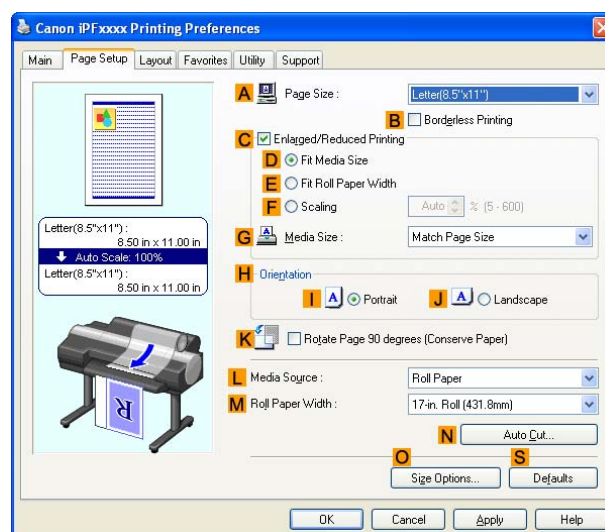 Canon iPFxxxx Printing Preferences
Main Page Setup Layout Favorites Utility Support
A Page Size : Letter(8.5"x11")
B Borderless Printing
C Enlarged/Reduced Printing
D Fit Media Size
E Fit Roll Paper Width
F Scaling Auto % (5 - 600)
G Media Size : Match Page Size
Letter(8.5"x11") :
8.50 in x 11.00 in
Auto Scale: 100%
Letter(8.5"x11") :
8.50 in x 11.00 in
H Orientation
I A Portrait J A Landscape
K Rotate Page 90 degrees (Conserve Paper)
L Media Source : Roll Paper
M Roll Paper Width : 17-in. Roll (431.8mm)
R
N Auto Cut...
O S
Size Options... Defaults
OK Cancel Apply Help